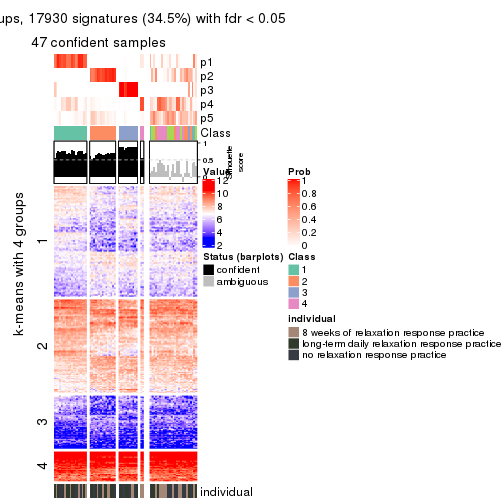 ups, 17930 signatures (34.5%) with fdr < 0.05
47 confident samples
p1
p2
p3
p4
p5
Class
1
0.5
0
Silhouette
score
k-means with 4 groups
1
2
3
4
individual
Value
12
10
8
6
4
2
Status (barplots)
confident
ambiguous
Prob
1
0.8
0.6
0.4
0.2
0
Class
1
2
3
4
individual
8 weeks of relaxation response practice
long-term daily relaxation response practice
no relaxation response practice